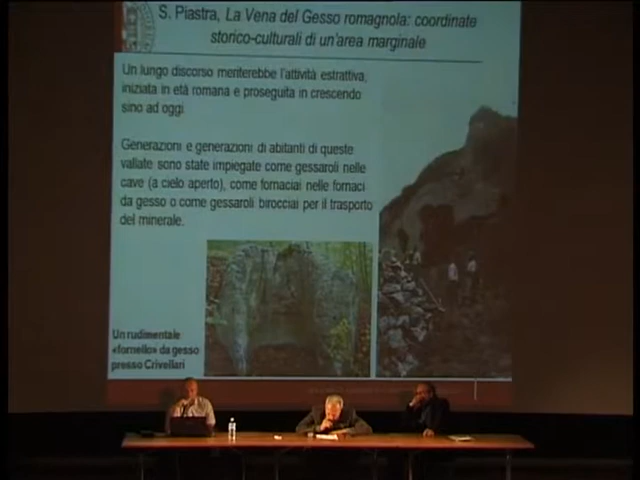 S. Piastra, La Vena del Gesso romagnola: coordinate
storico-culturali di un'area marginale
Un lungo discorso meriterebbe l'attività estrattiva,
iniziata in età romana e proseguita in crescendo
sino ad oggi.
Generazioni e generazioni di abitanti di queste
vallate sono state impiegate come gessaroli nelle
cave (a cielo aperto), come fornaciai nelle fornaci
da gesso o come gessaroli birocciai per il trasporto
del minerale.
Un rudimentale
«fornello» da gesso
presso Crivellari